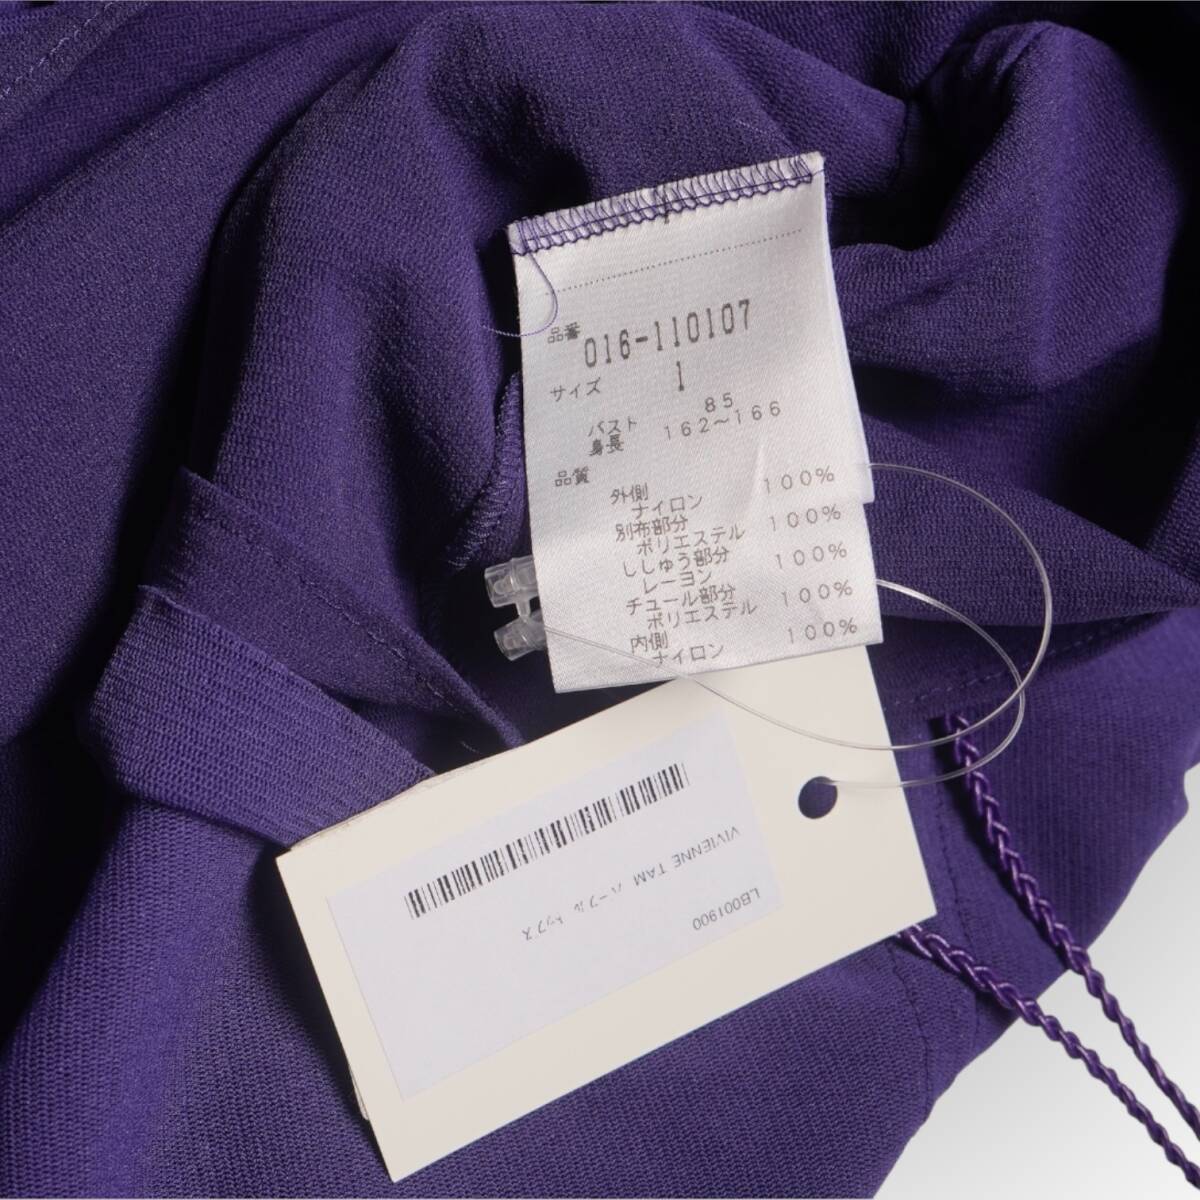 品番 016-110107
サイズ 1
バスト 85
身長 162～166
品質
外側
ナイロン 100%
別布部分
ポリエステル 100%
ししゅう部分
レーヨン 100%
チュール部分
ポリエステル 100%
内側
ナイロン 100%
LB001900
VIVIENNE TAM パープル トップス